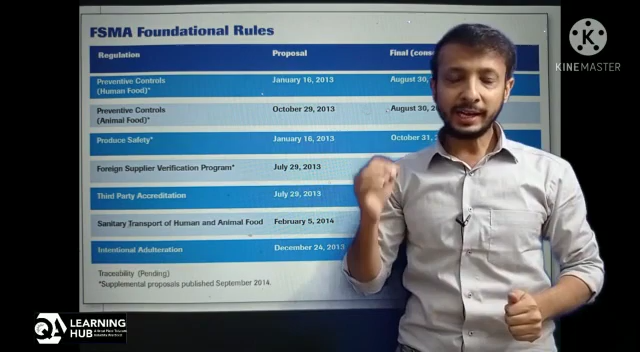 FSMA Foundational Rules
Regulation Proposal Final
Preventive Controls January 16, 2013 August 30,
(Human Food)*
Preventive Controls October 29, 2013 August 30,
(Animal Food)*
Produce Safety* January 16, 2013 October 31,
Foreign Supplier Verification Program* July 29, 2013
Third Party Accreditation July 29, 2013
Sanitary Transport of Human and Animal Food February 5, 2014
Intentional Adulteration December 24, 2013
Traceability (Pending)
*Supplemental proposals published September 2014.
KINEMASTER
QA LEARNING
HUB